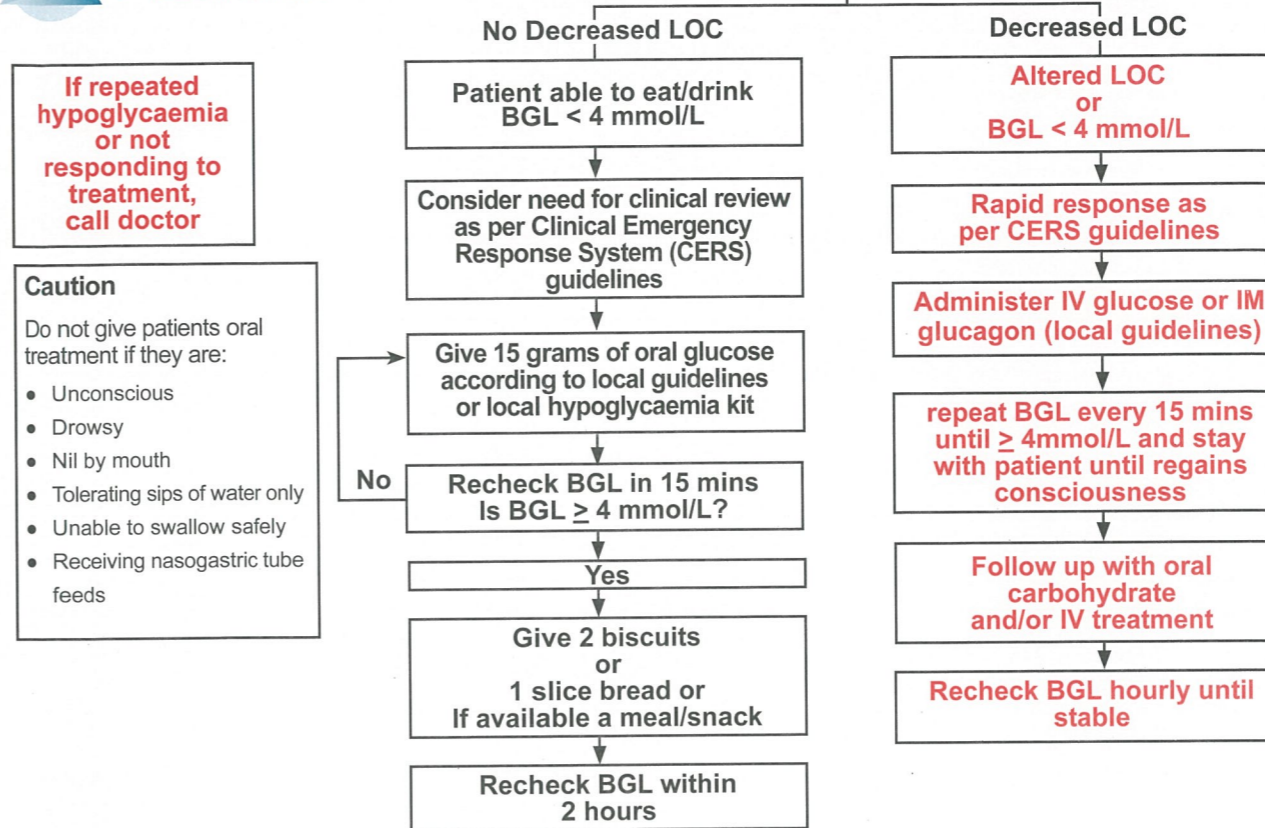 If repeated
hypoglycaemia
or not
responding to
treatment,
call doctor
Caution
Do not give patients oral
treatment if they are:
• Unconscious
• Drowsy
• Nil by mouth
• Tolerating sips of water only
• Unable to swallow safely
• Receiving nasogastric tube
feeds
No Decreased LOC
Patient able to eat/drink
BGL < 4 mmol/L
Consider need for clinical review
as per Clinical Emergency
Response System (CERS)
guidelines
Give 15 grams of oral glucose
according to local guidelines
or local hypoglycaemia kit
No
Recheck BGL in 15 mins
Is BGL ≥ 4 mmol/L?
Yes
Give 2 biscuits
or
1 slice bread or
If available a meal/snack
Recheck BGL within
2 hours
Decreased LOC
Altered LOC
or
BGL < 4 mmol/L
Rapid response as
per CERS guidelines
Administer IV glucose or IM
glucagon (local guidelines)
repeat BGL every 15 mins
until ≥ 4mmol/L and stay
with patient until regains
consciousness
Follow up with oral
carbohydrate
and/or IV treatment
Recheck BGL hourly until
stable